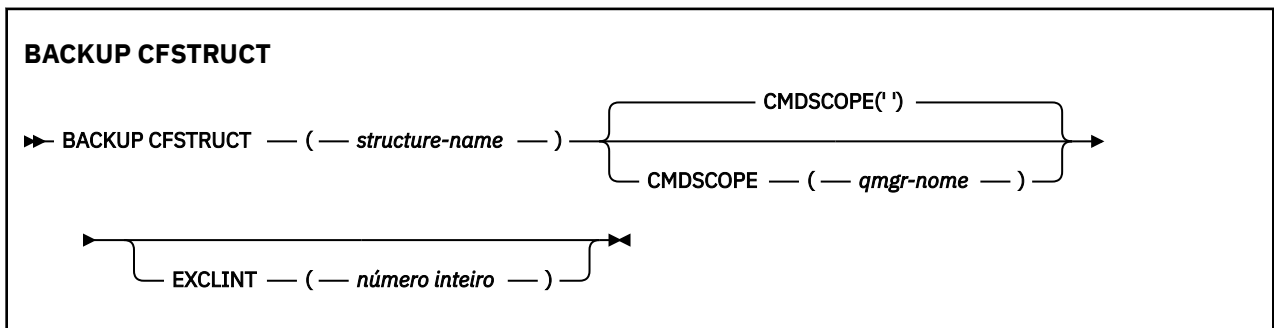 BACKUP CFSTRUCT
CMDSCOPE(' ')
BACKUP CFSTRUCT ( structure-name )
CMDSCOPE ( qmgr-nome )
EXCLINT ( número inteiro )